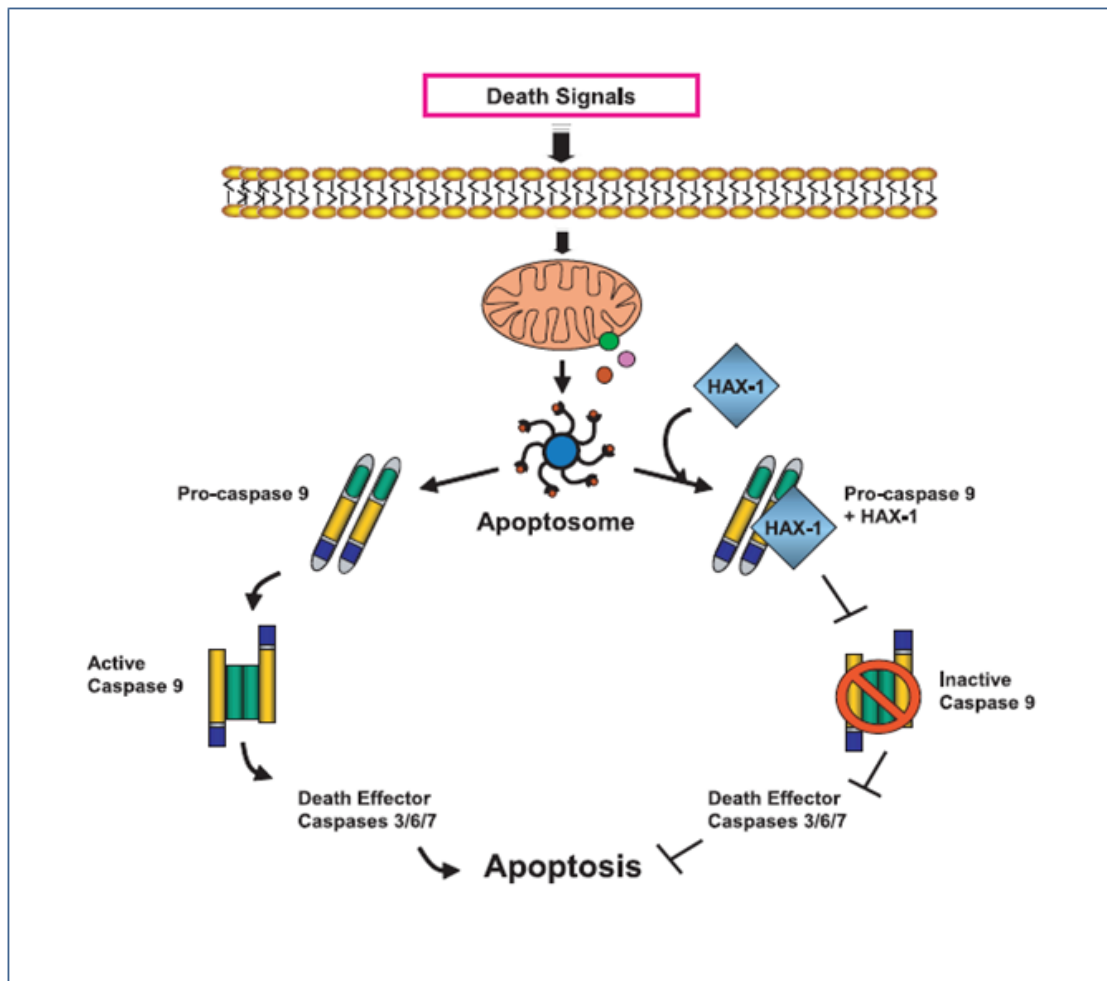 Death Signals
HAX-1
Pro-caspase 9
Apoptosome
HAX-1
Pro-caspase 9
+ HAX-1
Active
Caspase 9
Inactive
Caspase 9
Death Effector
Caspases 3/6/7
Death Effector
Caspases 3/6/7
Apoptosis